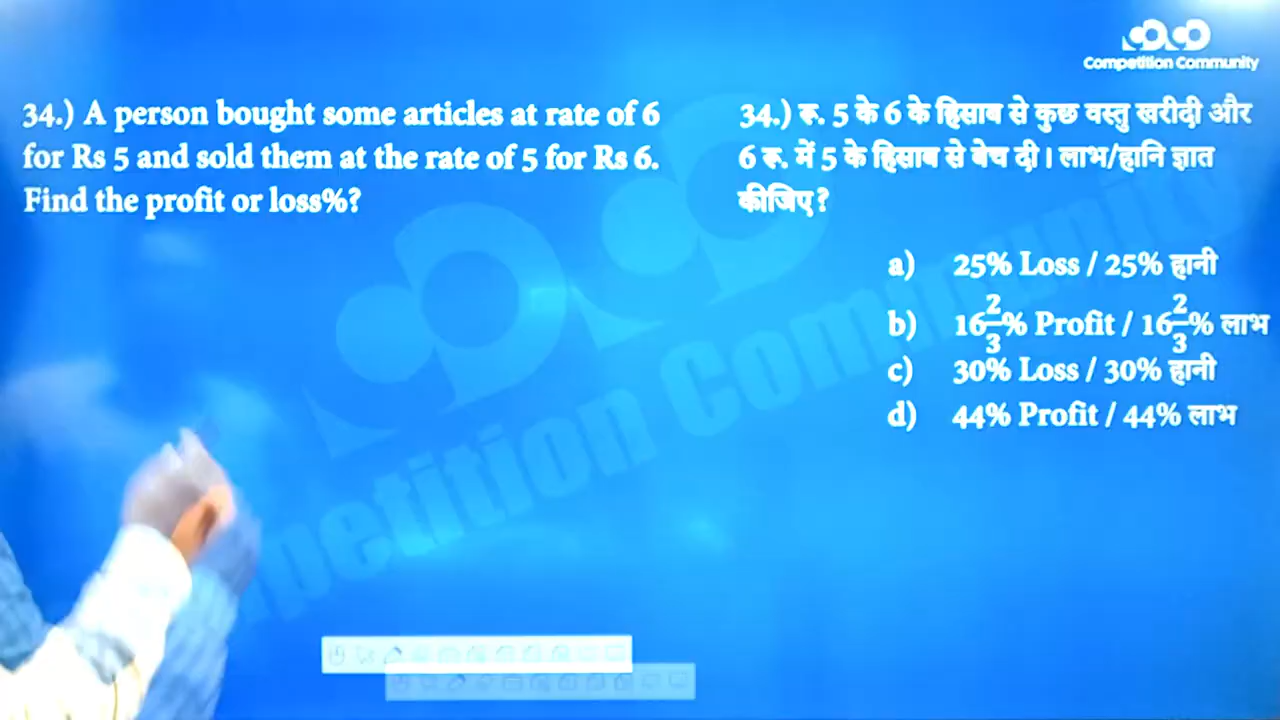 Competition Community
34.) A person bought some articles at rate of 6
for Rs 5 and sold them at the rate of 5 for Rs 6.
Find the profit or loss%?
34.) रू. 5 के 6 के हिसाब से कुछ वस्तु खरीदी और
6 रू. में 5 के हिसाब से बेच दी। लाभ/हानि ज्ञात
कीजिए?
a) 25% Loss / 25% हानी
b) 16 2/3% Profit / 16 2/3% लाभ
c) 30% Loss / 30% हानी
d) 44% Profit / 44% लाभ
petition Community